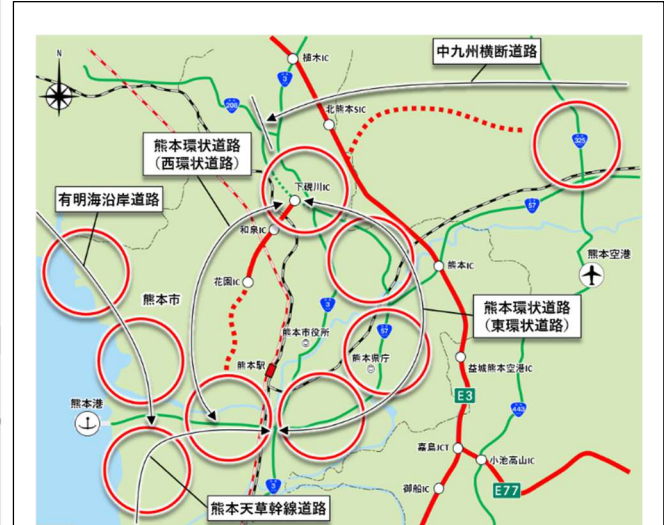 N
植木IC
3
中九州横断道路
208
北熊本SIC
325
熊本環状道路
(西環状道路)
下硯川IC
有明海沿岸道路
57
和泉IC
熊本IC
熊本空港
花園IC
熊本市
3
熊本環状道路
(東環状道路)
熊本市役所
57
熊本駅
熊本県庁
益城熊本空港IC
E3
443
熊本港
嘉島JCT
小池高山IC
3
御船IC
E77
熊本天草幹線道路